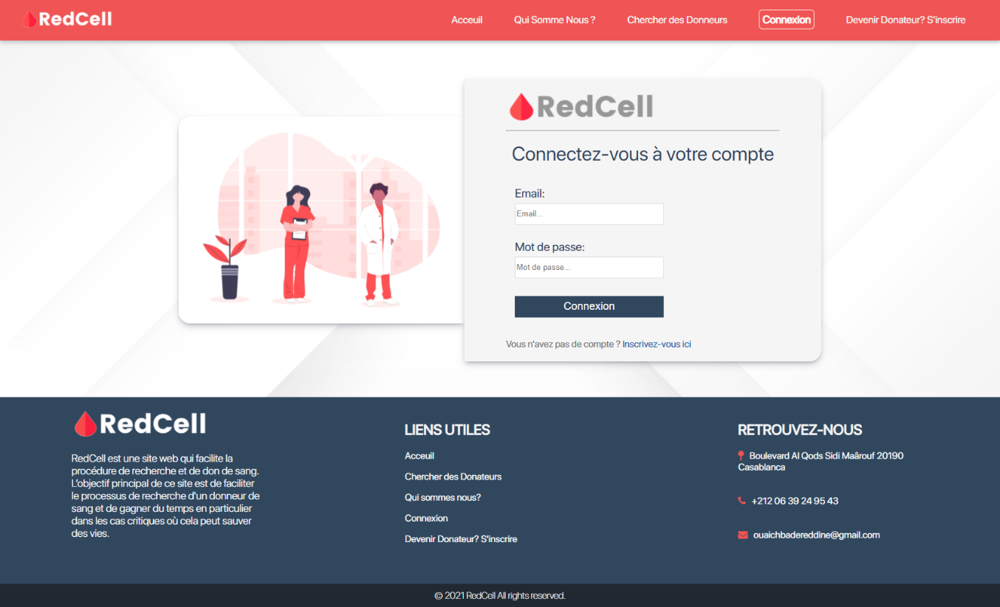 RedCell
Acceuil
Qui Somme Nous ?
Chercher des Donneurs
Connexion
Devenir Donateur? S'inscrire
RedCell
Connectez-vous à votre compte
Email:
Email...
Mot de passe:
Mot de passe...
Connexion
Vous n'avez pas de compte ? Inscrivez-vous ici
RedCell
RedCell est une site web qui facilite la
procédure de recherche et de don de sang.
L'objectif principal de ce site est de faciliter
le processus de recherche d'un donneur de
sang et de gagner du temps en particulier
dans les cas critiques où cela peut sauver
des vies.
LIENS UTILES
Acceuil
Chercher des Donateurs
Qui sommes nous?
Connexion
Devenir Donateur? S'inscrire
RETROUVEZ-NOUS
Boulevard Al Qods Sidi Maârouf 20190
Casablanca
+212 06 39 24 95 43
ouaichbadereddine@gmail.com
© 2021 RedCell All rights reserved.